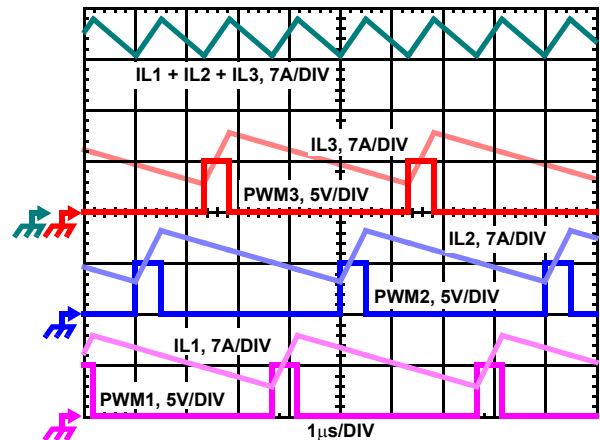 IL1 + IL2 + IL3, 7A/DIV
IL3, 7A/DIV
PWM3, 5V/DIV
IL2, 7A/DIV
PWM2, 5V/DIV
IL1, 7A/DIV
PWM1, 5V/DIV
1μs/DIV